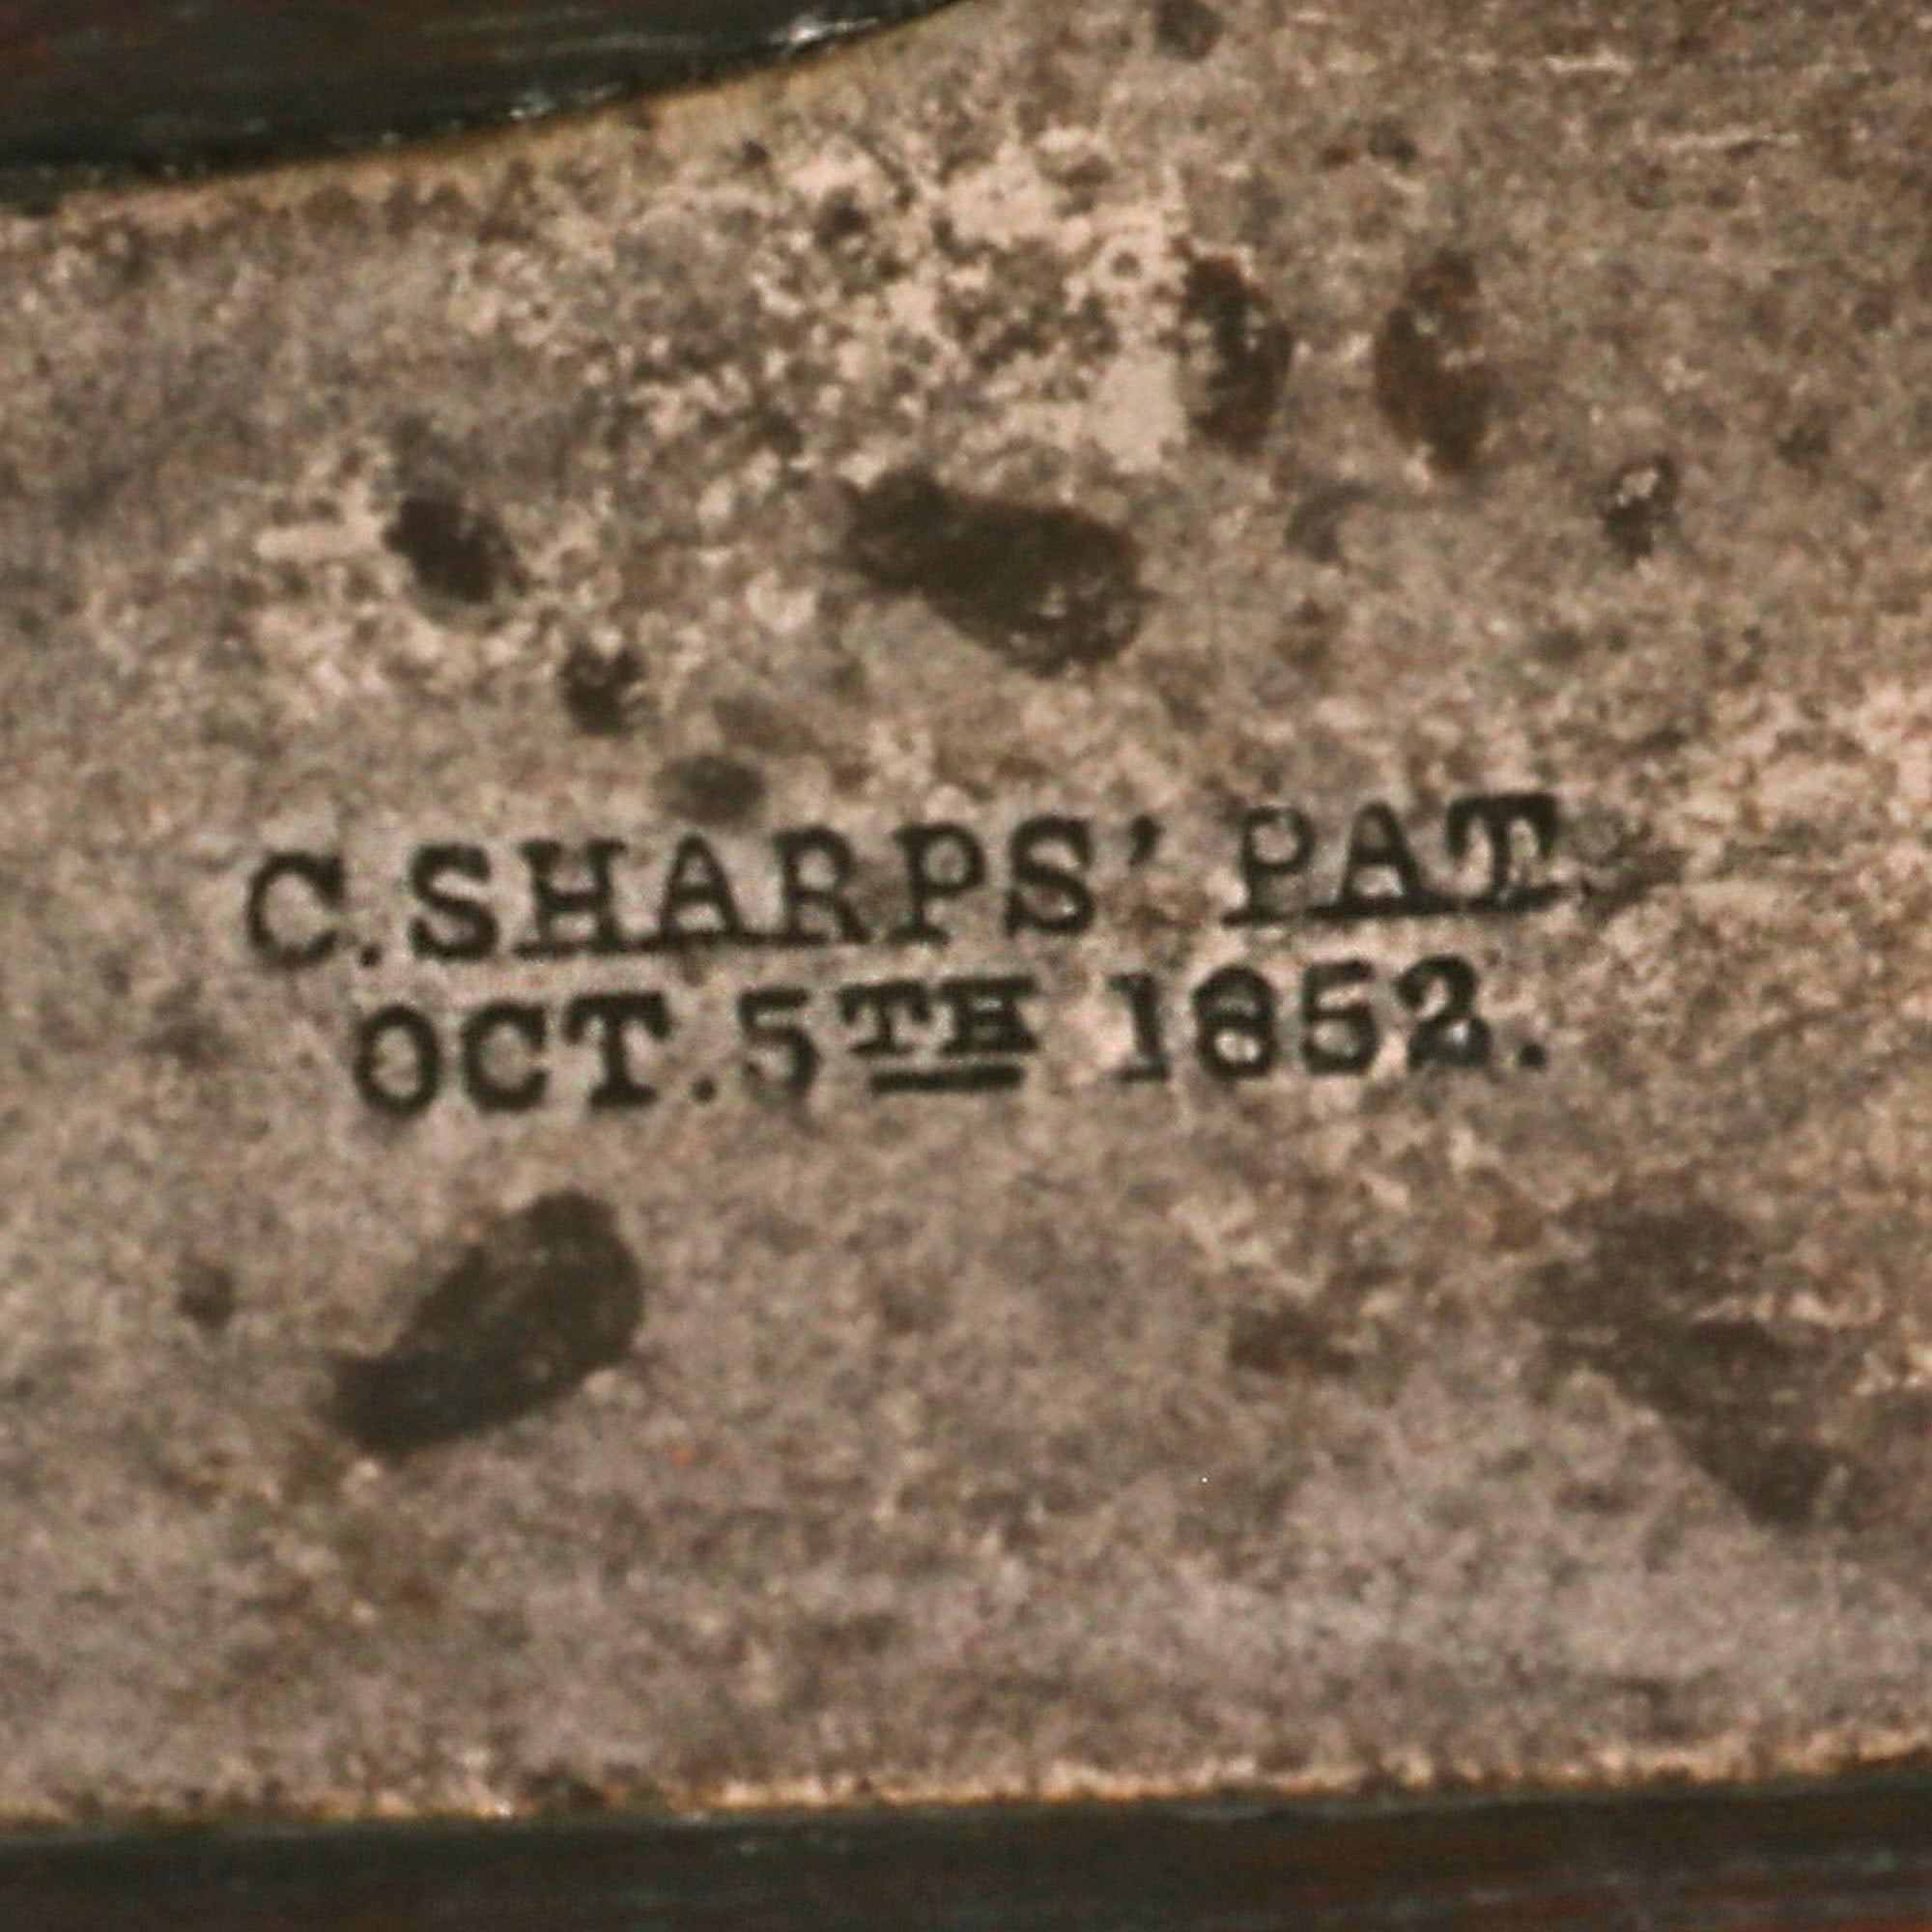 C.SHARPS' PAT.
OCT.5TH 1852.